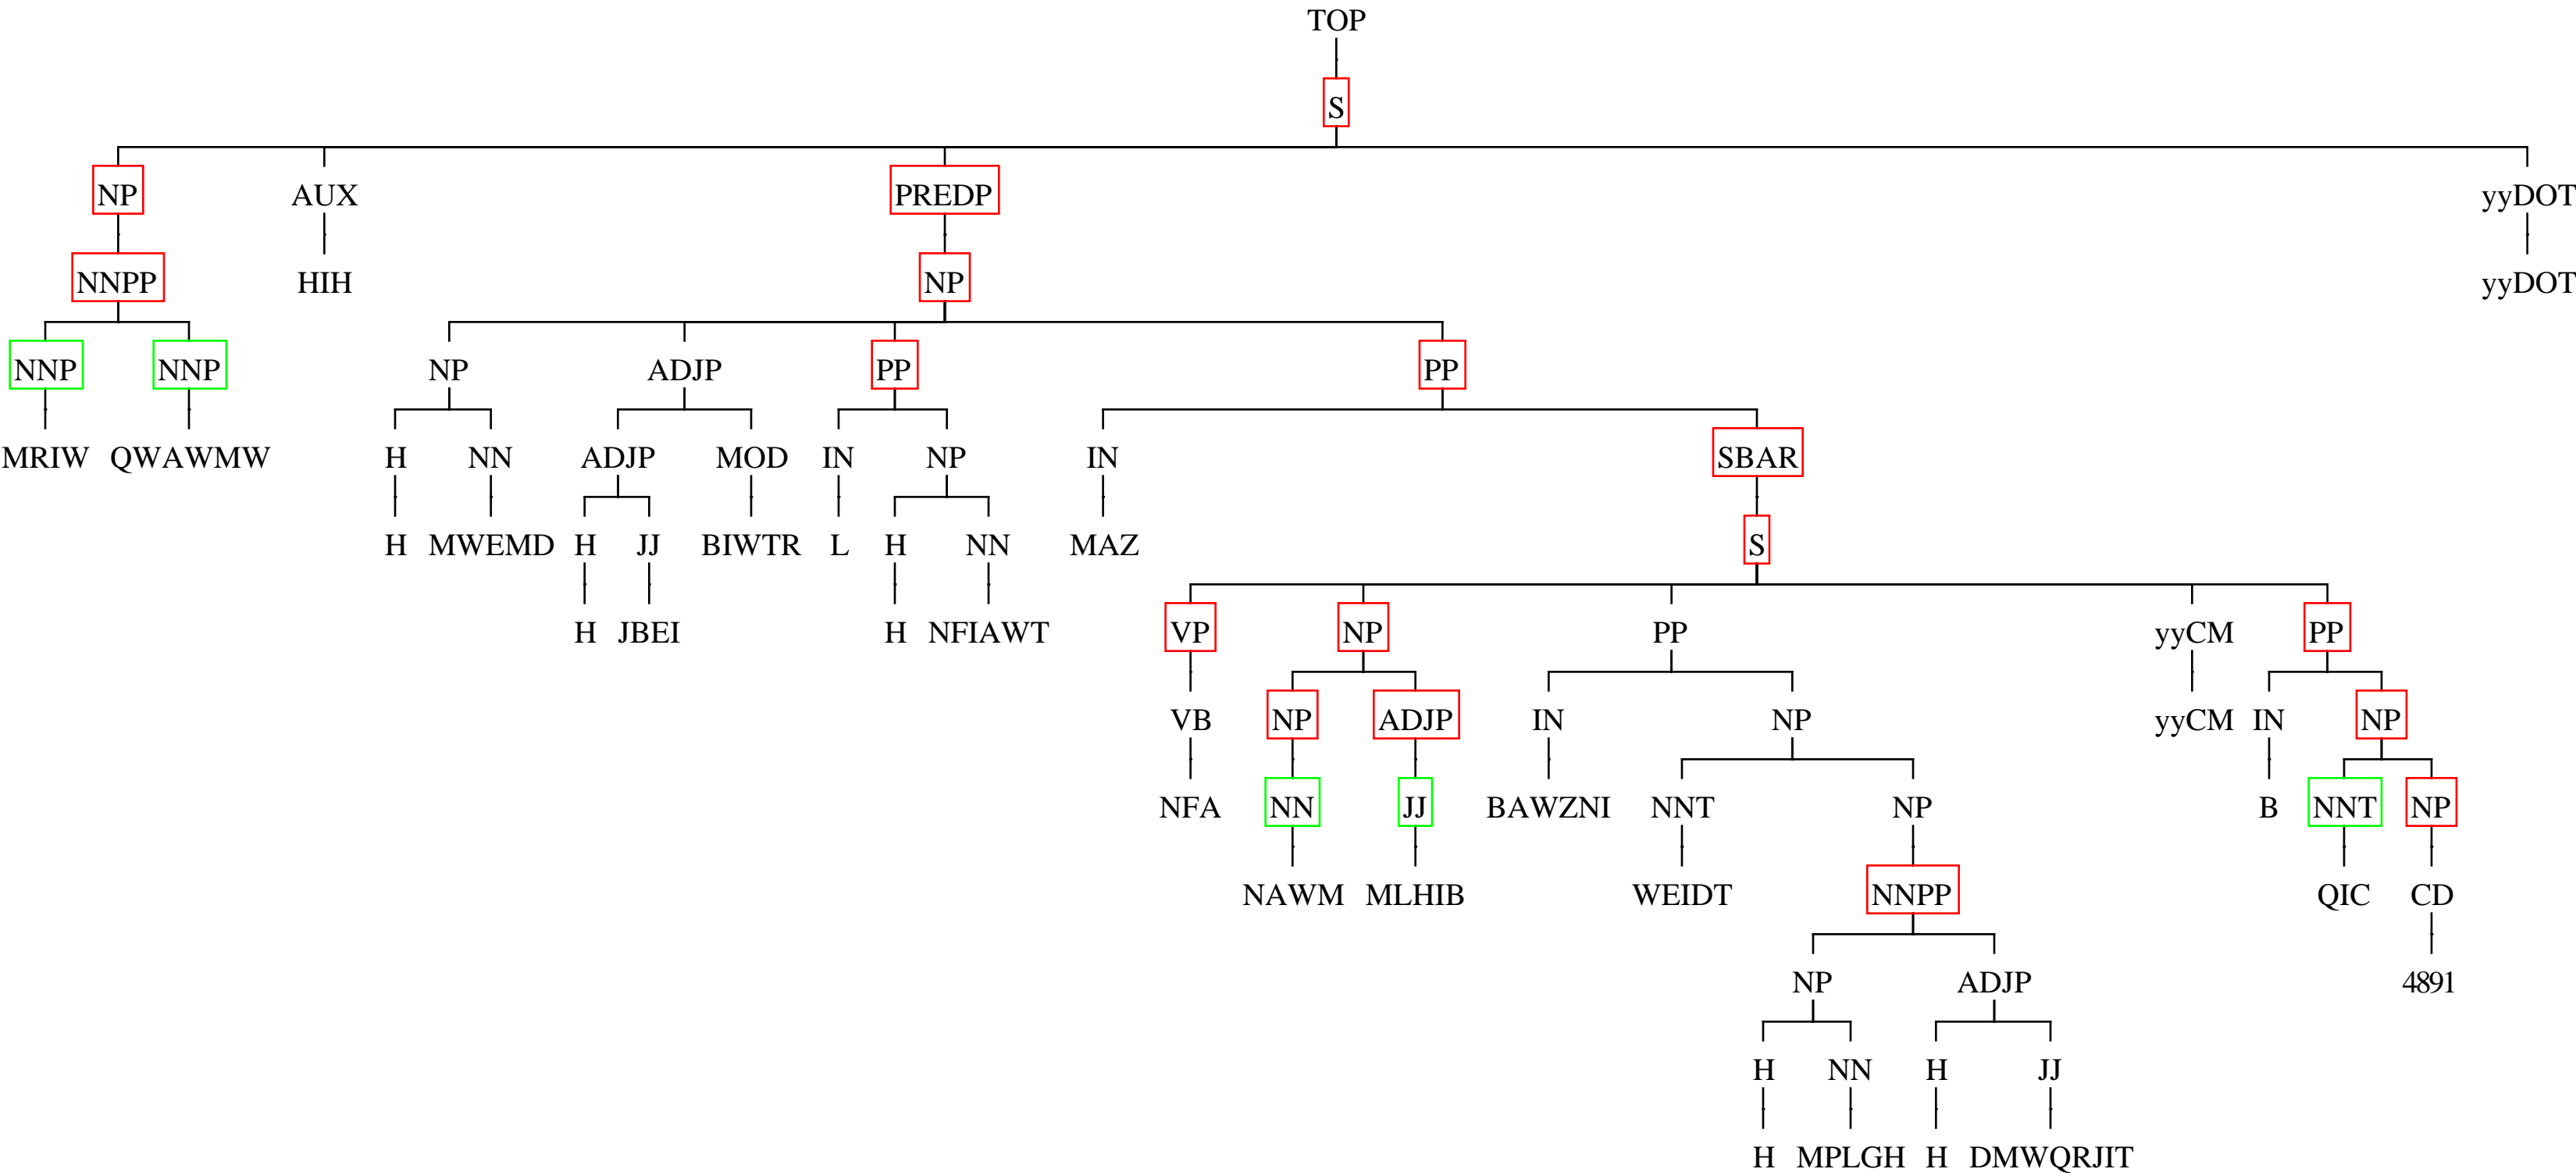 TOP
S
NP AUX PREDP yyDOT
NNPP HIH NP yyDOT
NNP NNP NP ADJP PP PP
MRIW QWAWMW H NN ADJP MOD IN NP IN SBAR
H MWEMD H JJ BIWTR L H NN MAZ S
H JBEI H NFIAWT VP NP PP yyCM PP
VB NP ADJP IN NP yyCM IN NP
NFA NN JJ BAWZNI NNT NP B NNT NP
NAWM MLHIB WEIDT NNPP QIC CD
NP ADJP 4891
H NN H JJ
H MPLGH H DMWQRJIT